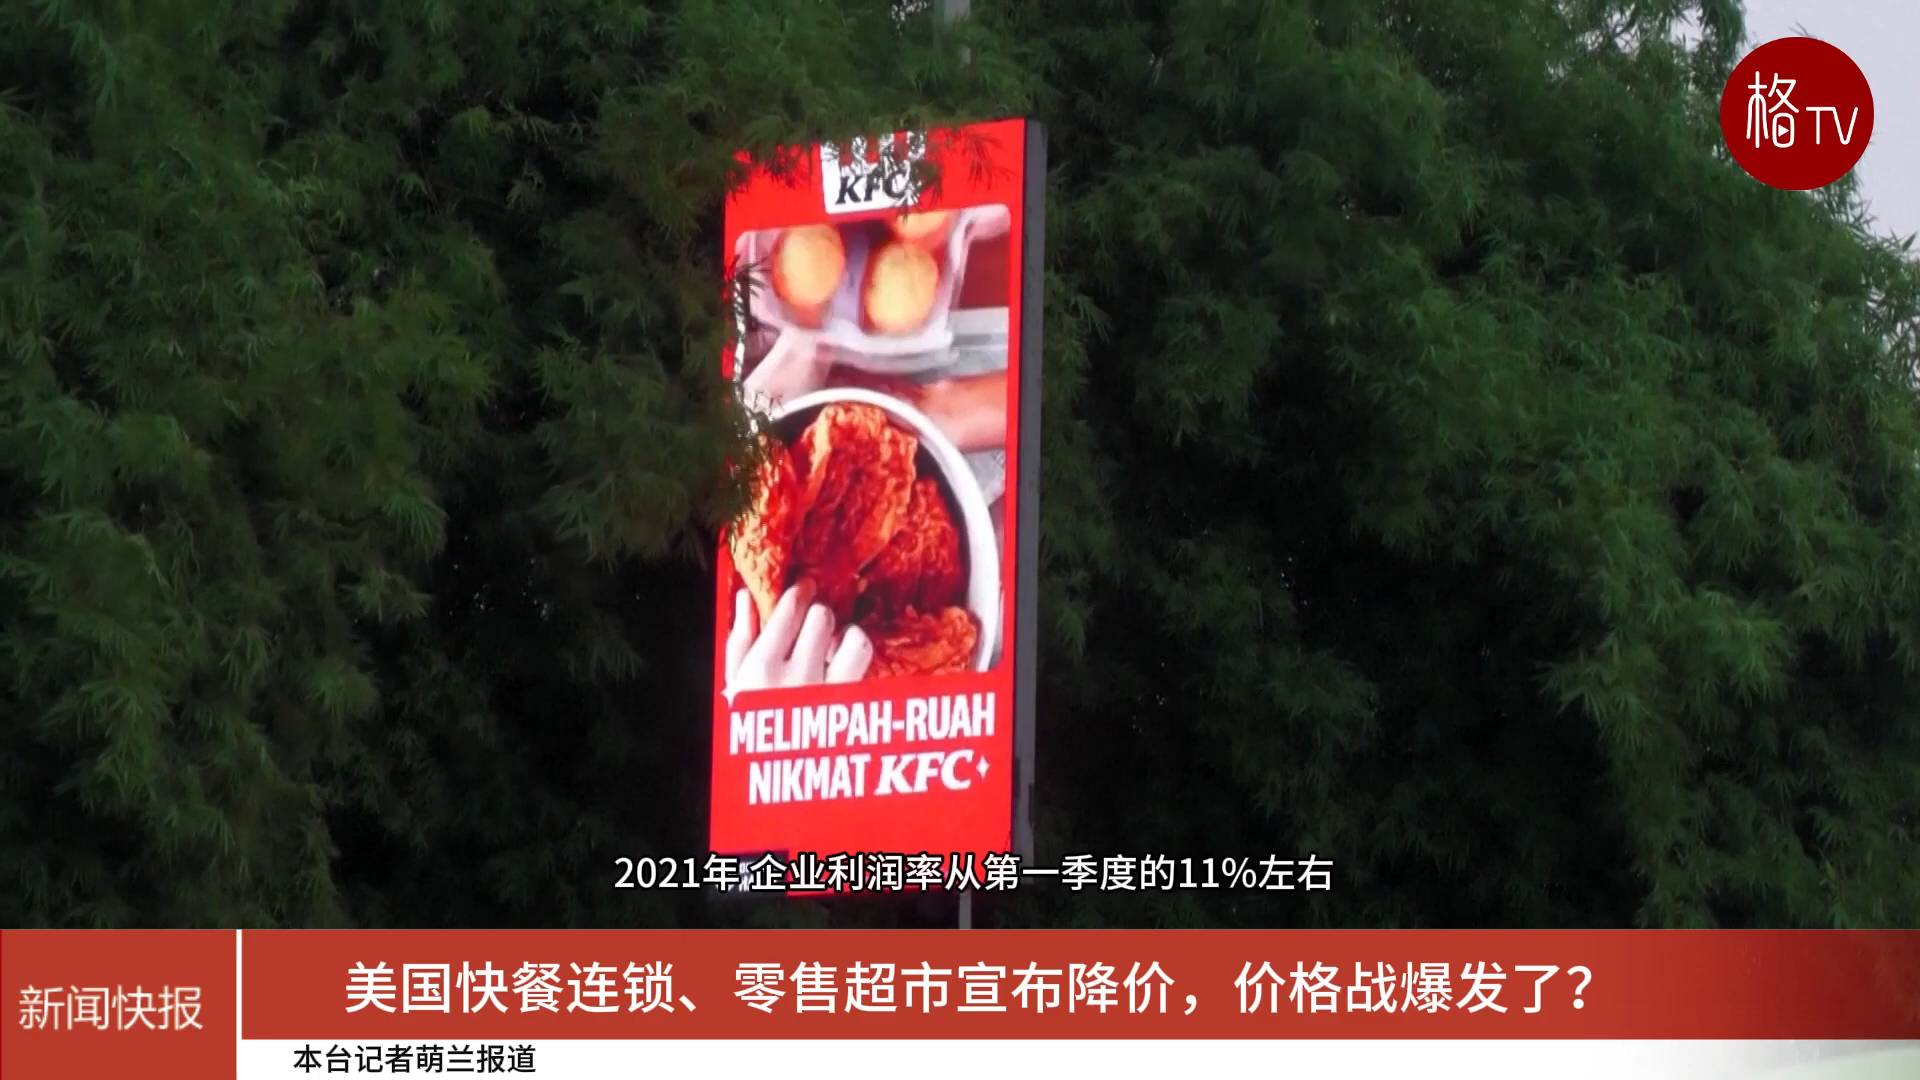 格TV
KFC
MELIMPAH-RUAH
NIKMAT KFC
2021年 企业利润率从第一季度的11%左右
美国快餐连锁、零售超市宣布降价，价格战爆发了？
新闻快报
本台记者萌兰报道